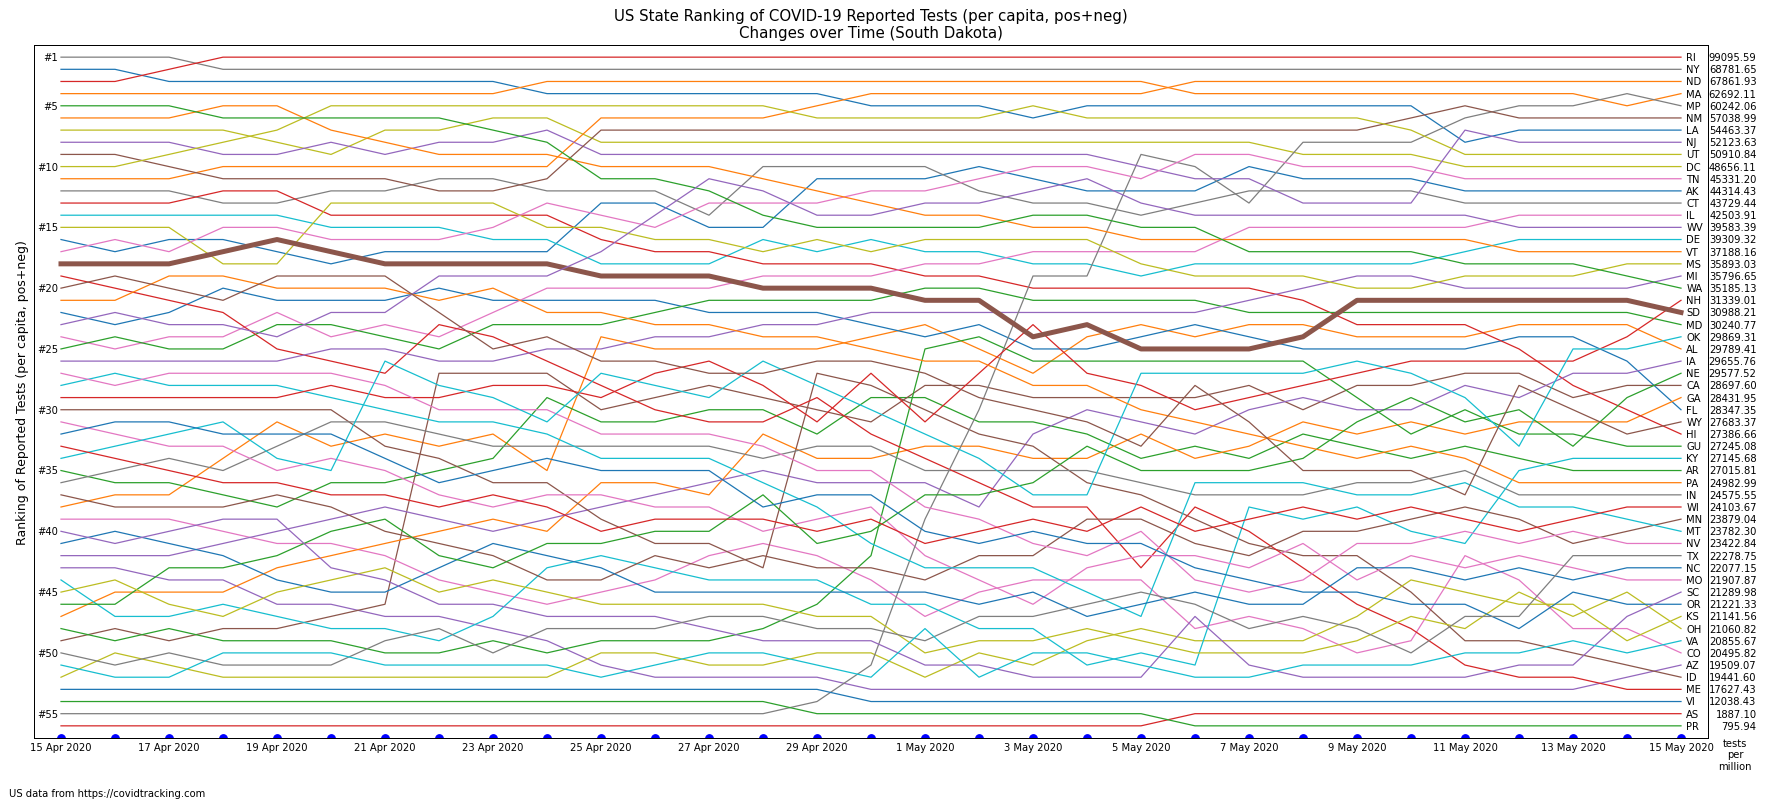 US State Ranking of COVID-19 Reported Tests (per capita, pos+neg)
Changes over Time (South Dakota)
Ranking of Reported Tests (per capita, pos+neg)
#1
#5
#10
#15
#20
#25
#30
#35
#40
#45
#50
#55
RI 99095.59
NY 68781.65
ND 67861.93
MA 62692.11
MP 60242.06
NM 57038.99
LA 54463.37
NJ 52123.63
UT 50910.84
DC 48656.11
TN 45331.20
AK 44314.43
CT 43729.44
IL 42503.91
WV 39583.39
DE 39309.32
VT 37188.16
MS 35893.03
MI 35796.65
WA 35185.13
NH 31339.01
SD 30988.21
MD 30240.77
OK 29869.31
AL 29789.41
IA 29655.76
NE 29577.52
CA 28697.60
GA 28431.95
FL 28347.35
WY 27683.37
HI 27386.66
GU 27245.08
KY 27145.68
AR 27015.81
PA 24982.99
IN 24575.55
WI 24103.67
MN 23879.04
MT 23782.30
NV 23422.84
TX 22278.75
NC 22077.15
MO 21907.87
SC 21289.98
OR 21221.33
KS 21141.56
OH 21060.82
VA 20855.67
CO 20495.82
AZ 19509.07
ID 19441.60
ME 17627.43
VI 12038.43
AS 1887.10
PR 795.94
15 Apr 2020 17 Apr 2020 19 Apr 2020 21 Apr 2020 23 Apr 2020 25 Apr 2020 27 Apr 2020 29 Apr 2020 1 May 2020 3 May 2020 5 May 2020 7 May 2020 9 May 2020 11 May 2020 13 May 2020 15 May 2020
tests
per
million
US data from https://covidtracking.com